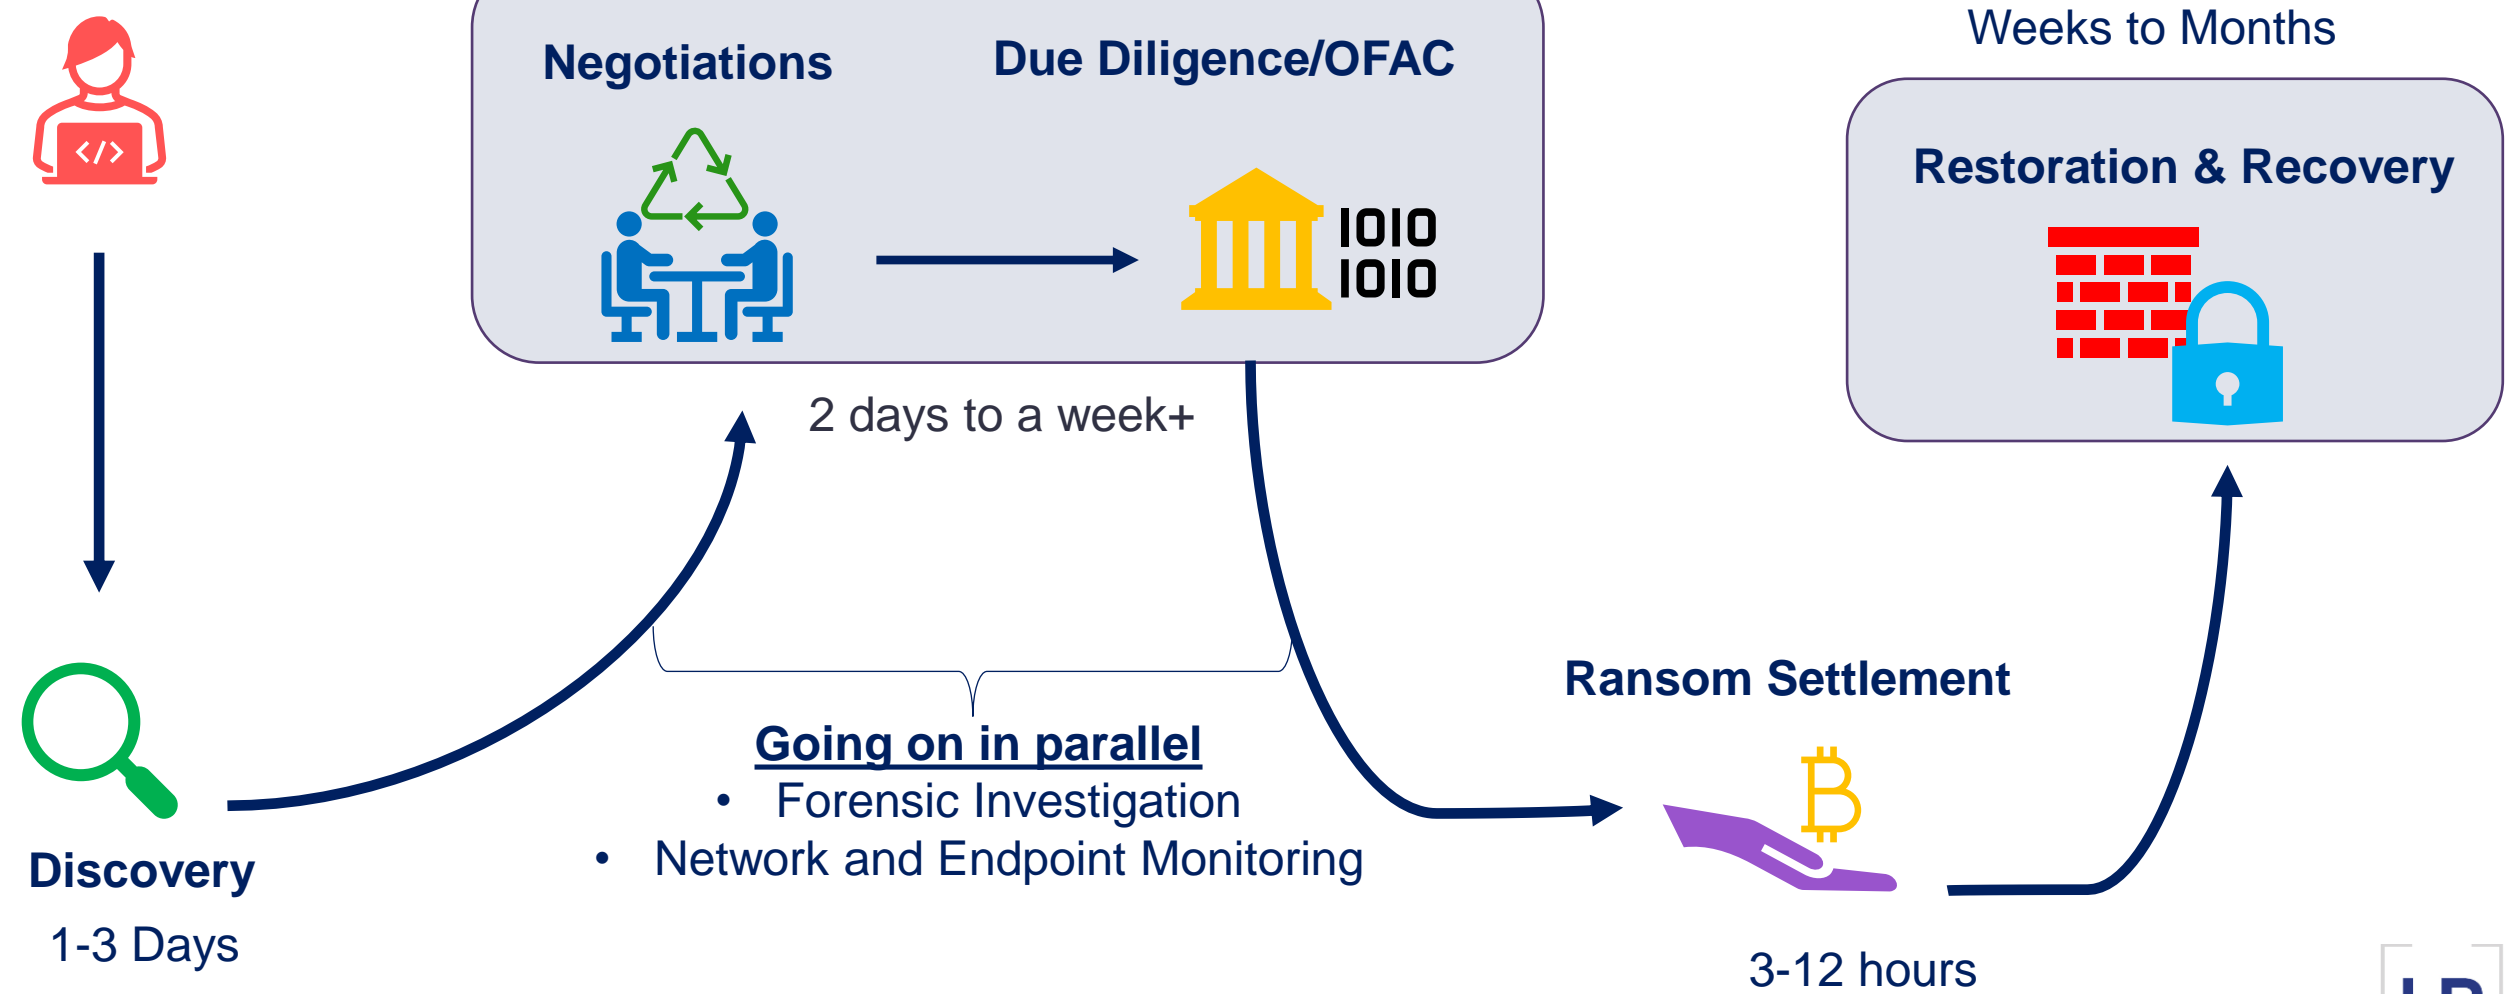 Negotiations
Due Diligence/OFAC
1010
1010
2 days to a week+
Weeks to Months
Restoration & Recovery
Discovery
1-3 Days
Going on in parallel
• Forensic Investigation
• Network and Endpoint Monitoring
Ransom Settlement
3-12 hours